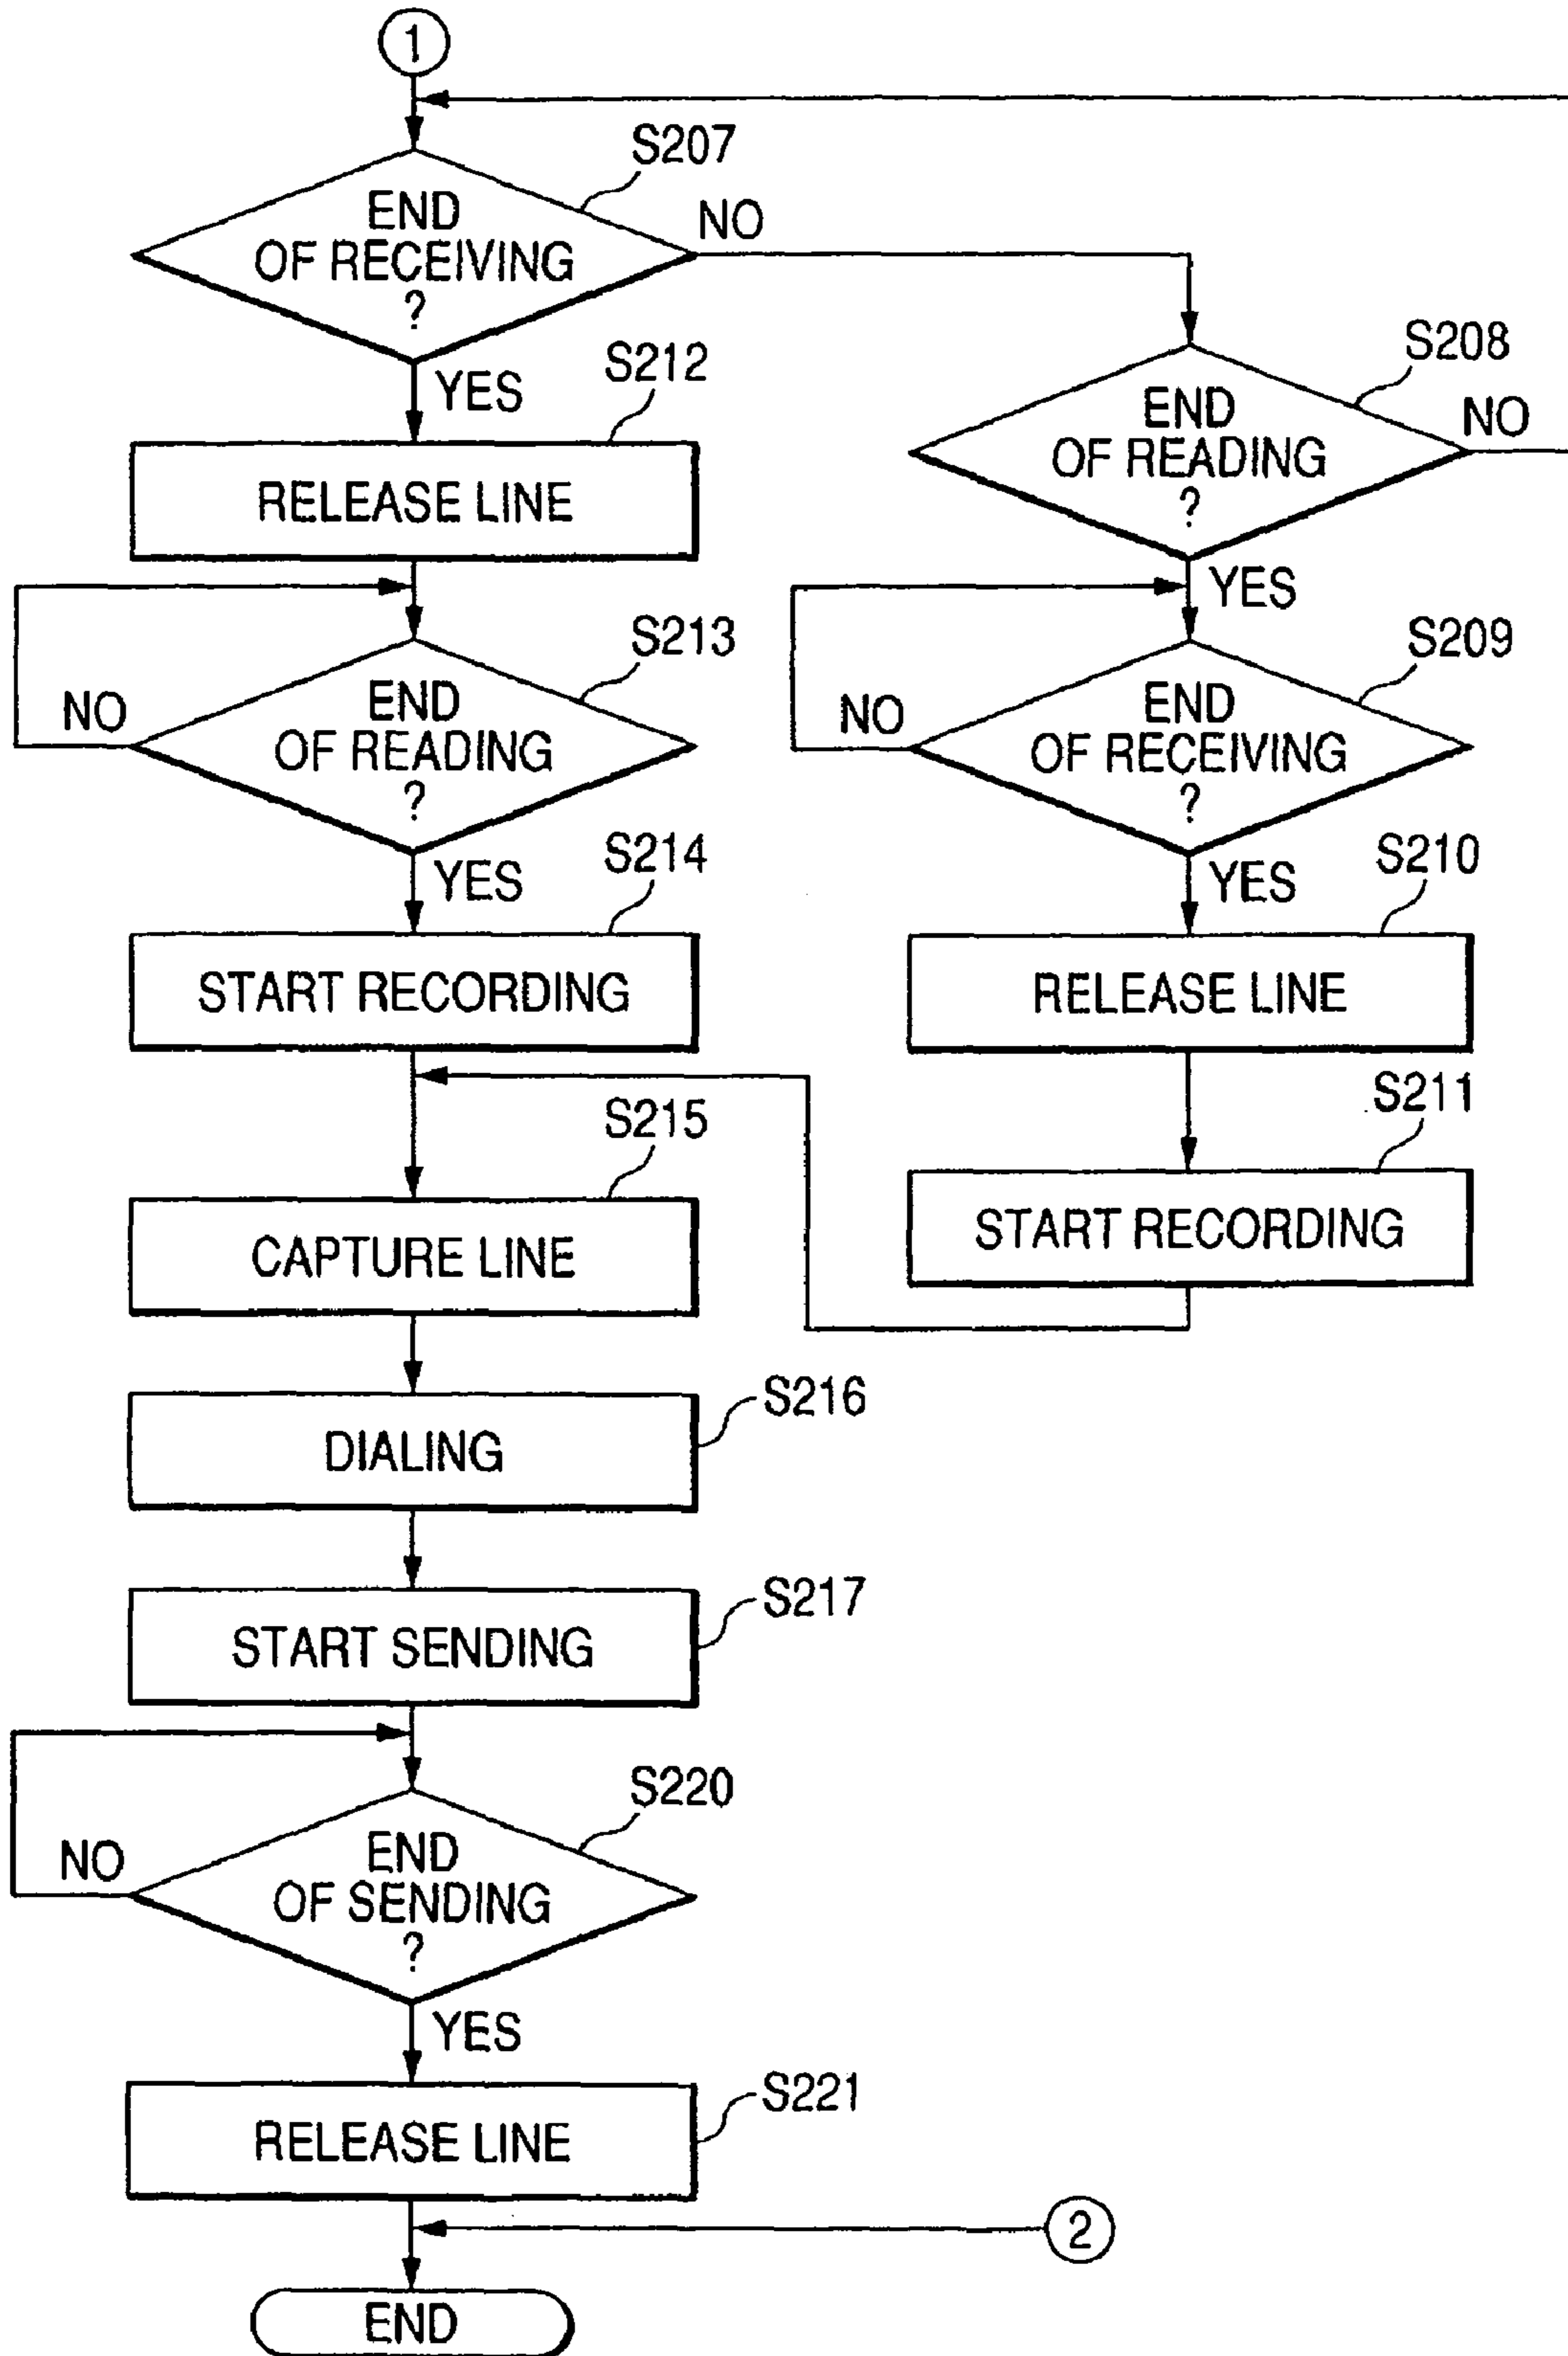 1
S207
END
OF RECEIVING
?
NO
YES
S212
RELEASE LINE
S208
END
OF READING
?
NO
YES
S213
END
OF READING
?
NO
YES
S209
END
OF RECEIVING
?
NO
YES
S214
START RECORDING
S210
RELEASE LINE
S211
START RECORDING
S215
CAPTURE LINE
S216
DIALING
S217
START SENDING
S220
END
OF SENDING
?
NO
YES
S221
RELEASE LINE
2
END